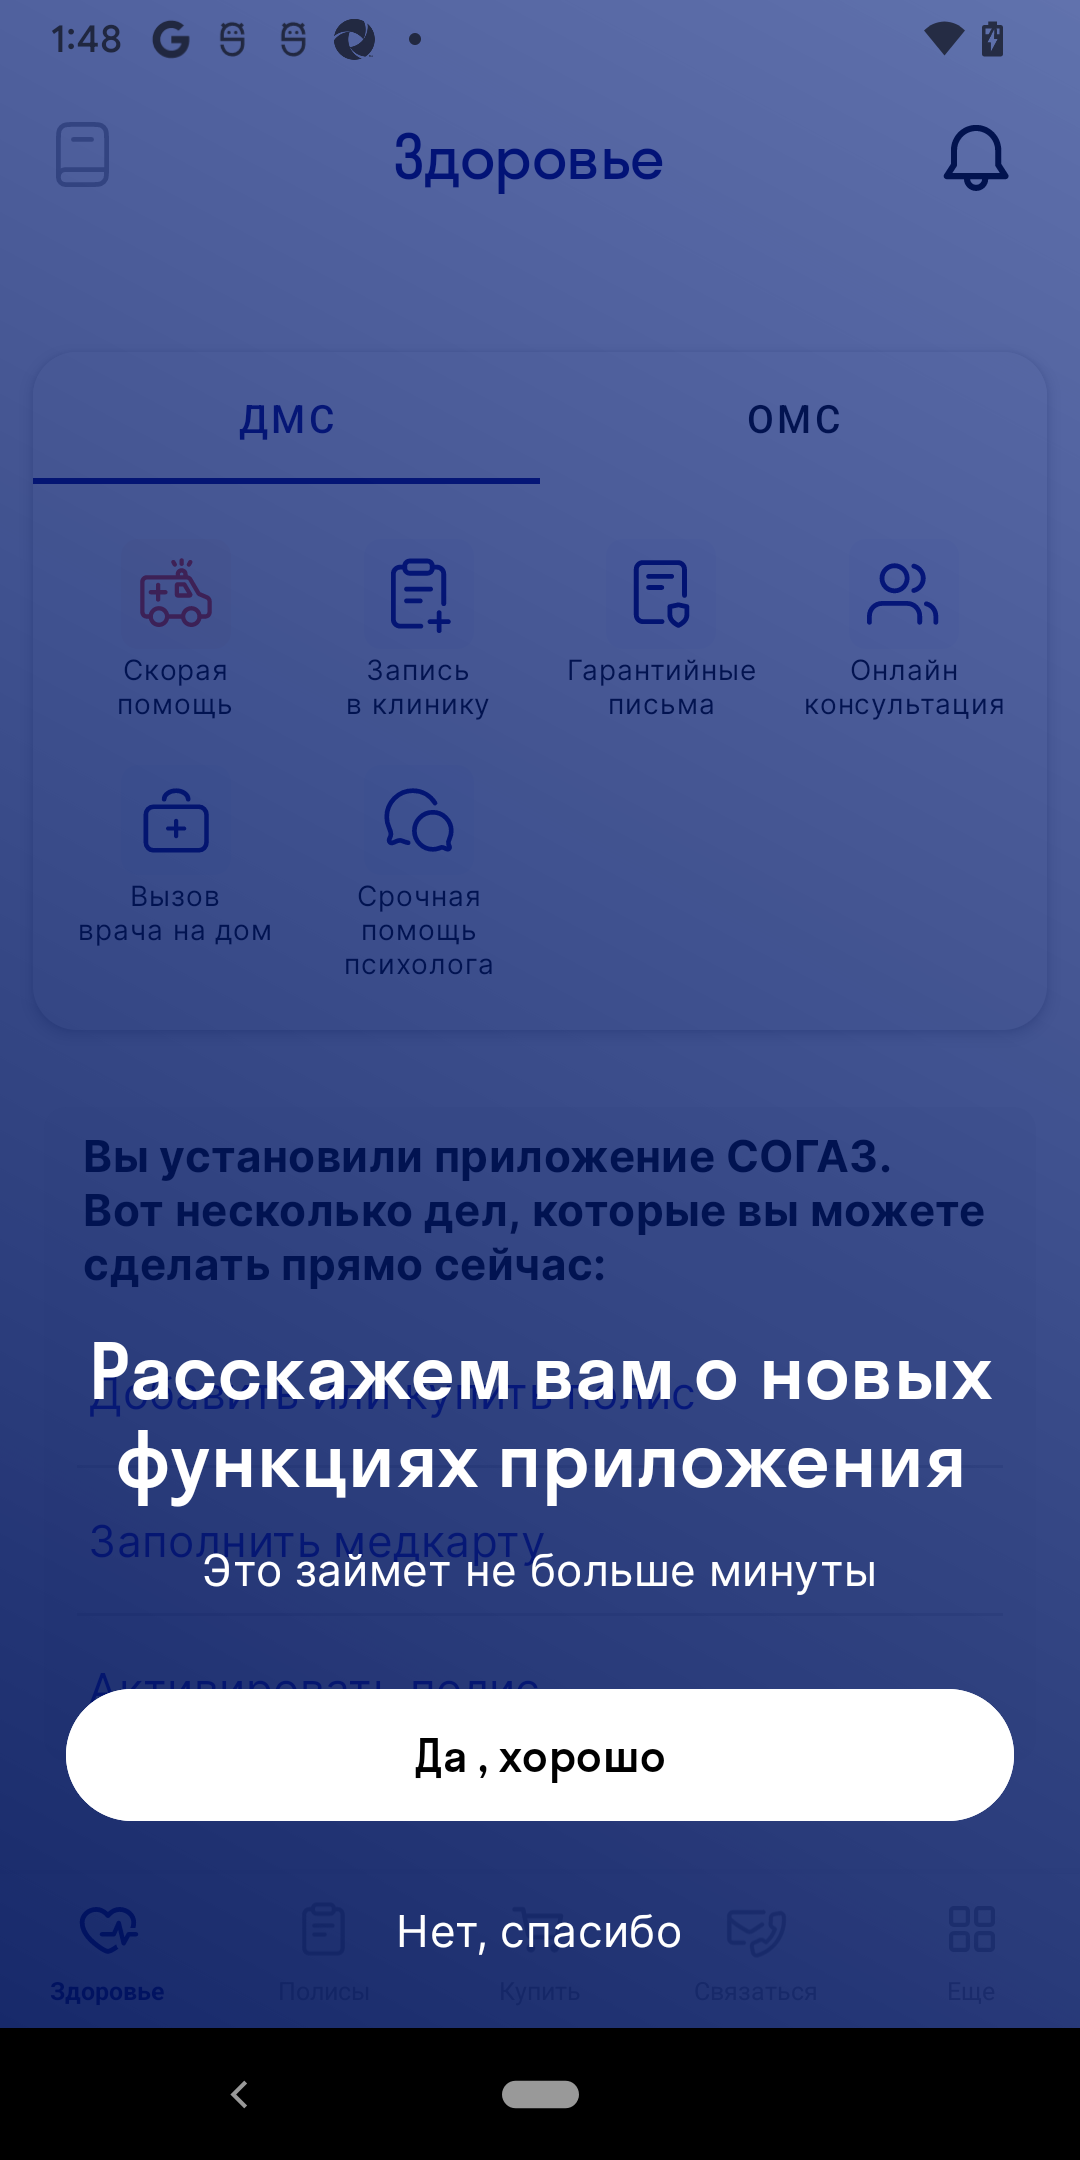 1:48
Здоровье
ДМС
ОМС
Скорая
помощь
Запись
в клинику
Гарантийные
письма
Онлайн
консультация
Вызов
врача на дом
Срочная
помощь
психолога
Вы установили приложение СОГАЗ.
Вот несколько дел, которые вы можете
сделать прямо сейчас:
Расскажем вам о новых
Добавить или купить полис
функциях приложения
Заполнить медкарту
Это займет не больше минуты
Активировать полис
Да , хорошо
Нет, спасибо
Здоровье
Полисы
Купить
Связаться
Еще